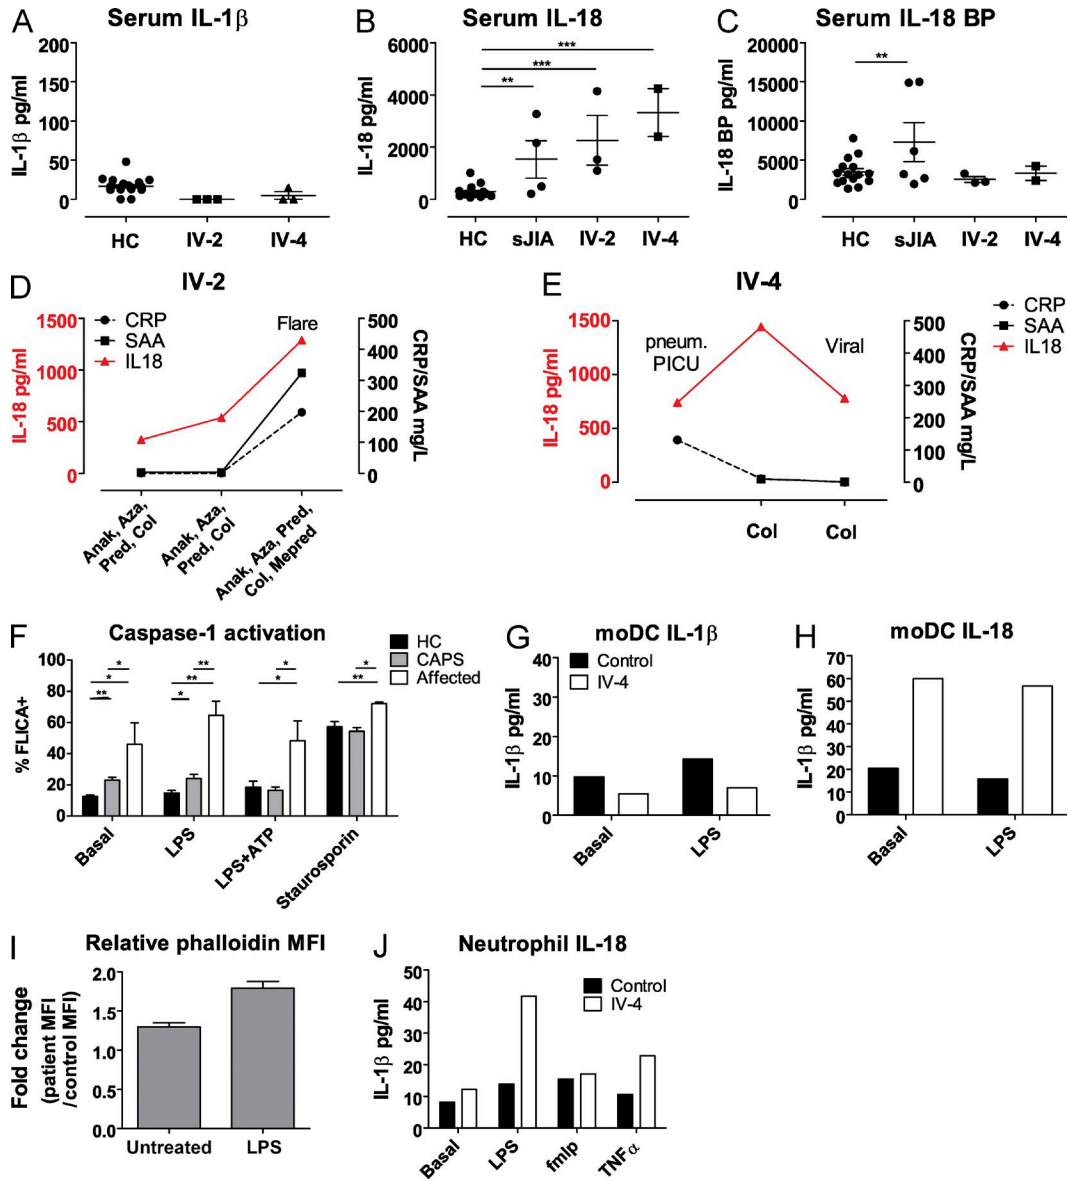 A
Serum IL-1β
IL-1β pg/ml
200
150
100
50
0
HC
IV-2
IV-4
B
Serum IL-18
IL-18 pg/ml
6000
4000
2000
0
**
***
***
HC
sJIA
IV-2
IV-4
C
Serum IL-18 BP
IL-18 BP pg/ml
20000
15000
10000
5000
0
**
HC
sJIA
IV-2
IV-4
D
IV-2
CRP
SAA
IL18
Flare
IL-18 pg/ml
1500
1000
500
0
CRP/SAA mg/L
500
400
300
200
100
0
Anak, Aza,
Pred, Col
Anak, Aza,
Pred, Col
Anak, Aza, Pred,
Col, Mepred
E
IV-4
pneum.
PICU
Viral
CRP
SAA
IL18
IL-18 pg/ml
1500
1000
500
0
CRP/SAA mg/L
500
400
300
200
100
0
Col
Col
F
Caspase-1 activation
HC
CAPS
Affected
% FLICA+
100
80
60
40
20
0
**
*
*
*
**
**
*
*
**
*
Basal
LPS
LPS+ATP
Staurosporin
G
moDC IL-1β
Control
IV-4
IL-1β pg/ml
40
30
20
10
0
Basal
LPS
H
moDC IL-18
IL-1β pg/ml
70
60
50
40
30
20
10
0
Basal
LPS
I
Relative phalloidin MFI
Fold change
(patient MFI
/control MFI)
2.0
1.5
1.0
1.5
0.0
Untreated
LPS
J
Neutrophil IL-18
Control
IV-4
IL-1β pg/ml
50
40
30
20
10
0
Basal
LPS
fmlp
TNFα